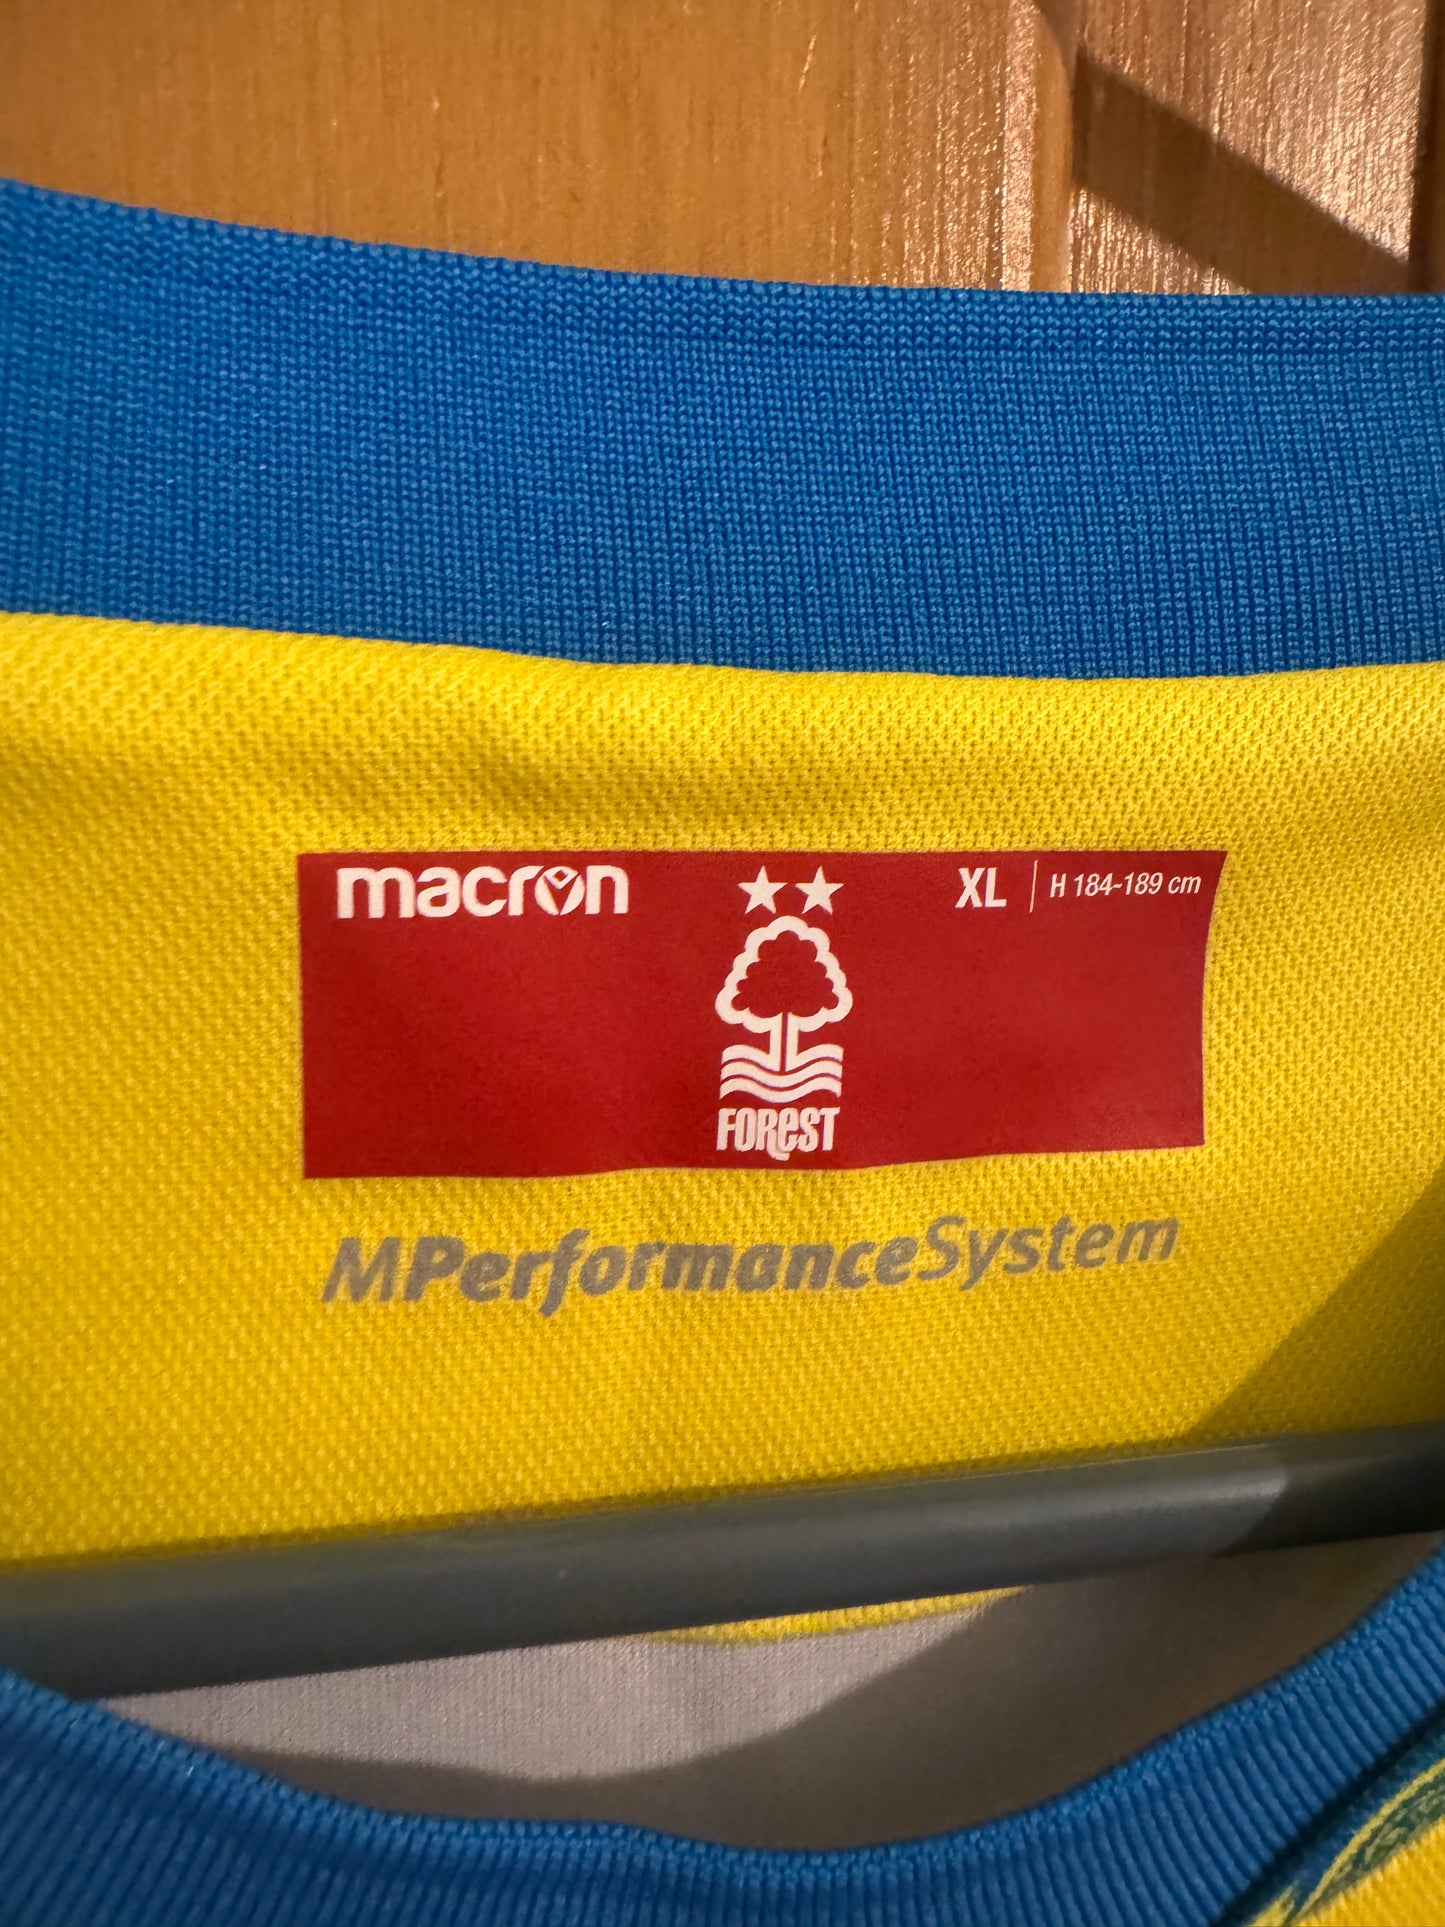 macron
XL | H 184-189 cm
FOREST
MPerformanceSystem